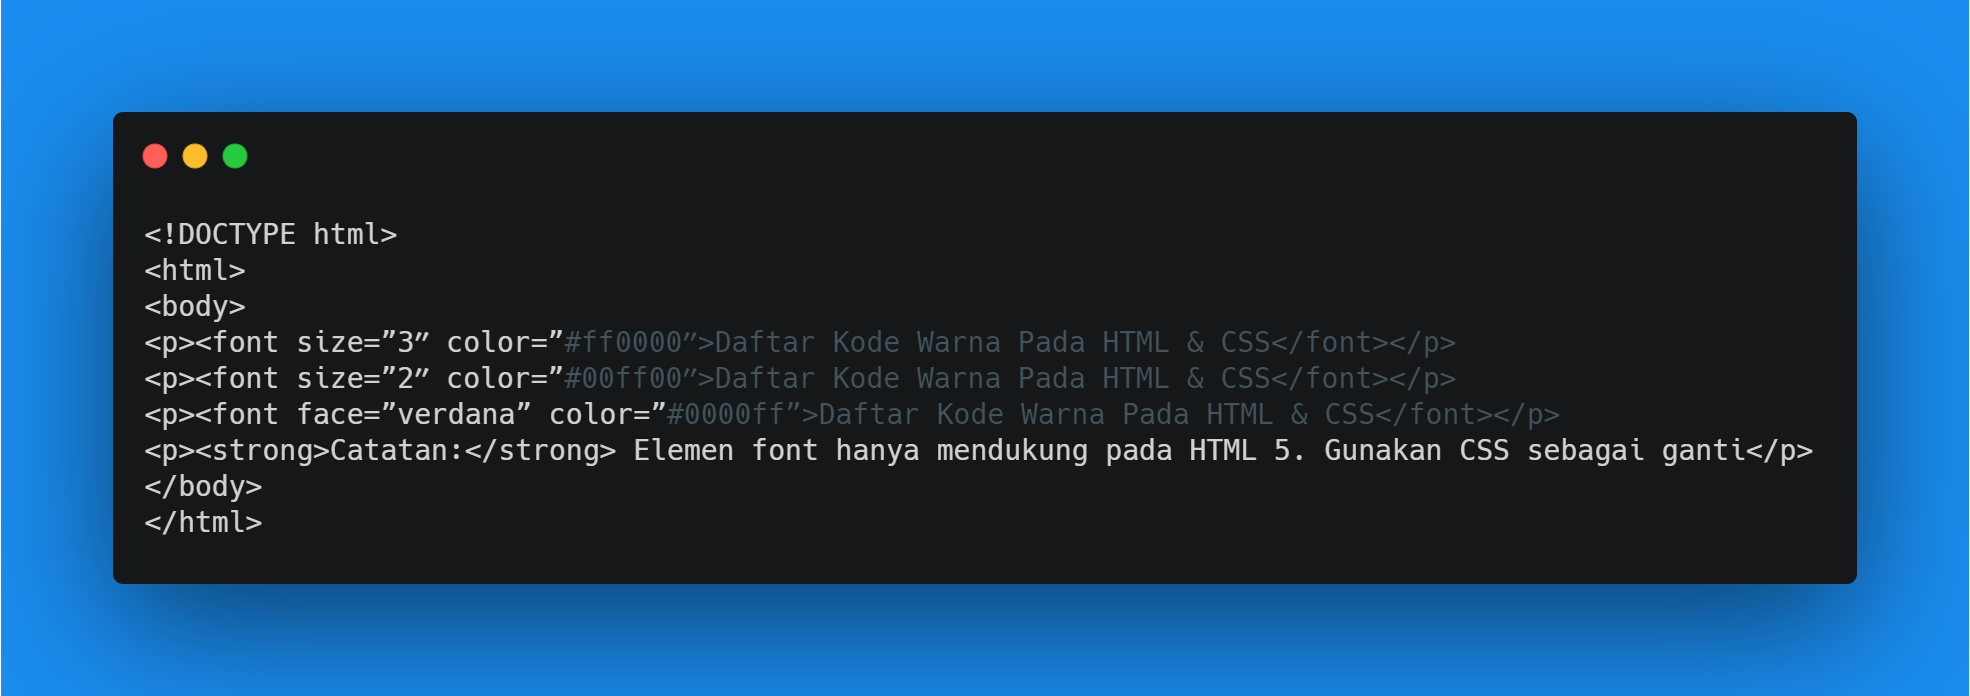 <!DOCTYPE html>
<html>
<body>
<p><font size=”3″ color=”#ff0000″>Daftar Kode Warna Pada HTML & CSS</font></p>
<p><font size=”2″ color=”#00ff00″>Daftar Kode Warna Pada HTML & CSS</font></p>
<p><font face=”verdana” color=”#0000ff”>Daftar Kode Warna Pada HTML & CSS</font></p>
<p><strong>Catatan:</strong> Elemen font hanya mendukung pada HTML 5. Gunakan CSS sebagai ganti</p>
</body>
</html>